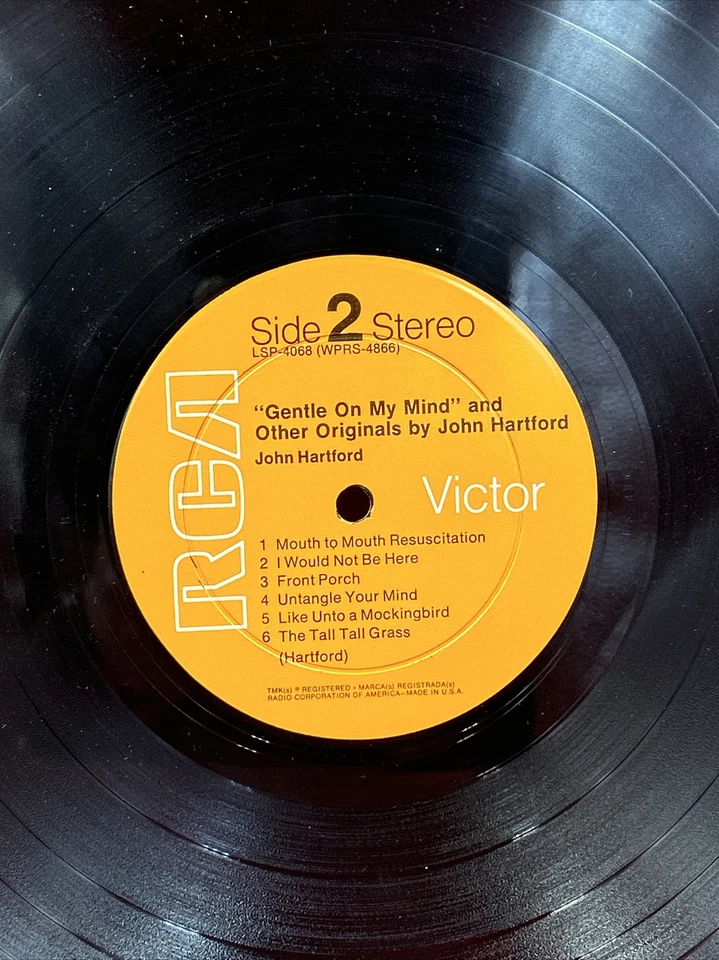 Side 2 Stereo
LSP-4068 (WPRS-4866)
RCA
"Gentle On My Mind" and
Other Originals by John Hartford
John Hartford
Victor
1 Mouth to Mouth Resuscitation
2 I Would Not Be Here
3 Front Porch
4 Untangle Your Mind
5 Like Unto a Mockingbird
6 The Tall Tall Grass
(Hartford)
TMK(s) ® REGISTERED • MARCA(s) REGISTRADA(s)
RADIO CORPORATION OF AMERICA–MADE IN U.S.A.